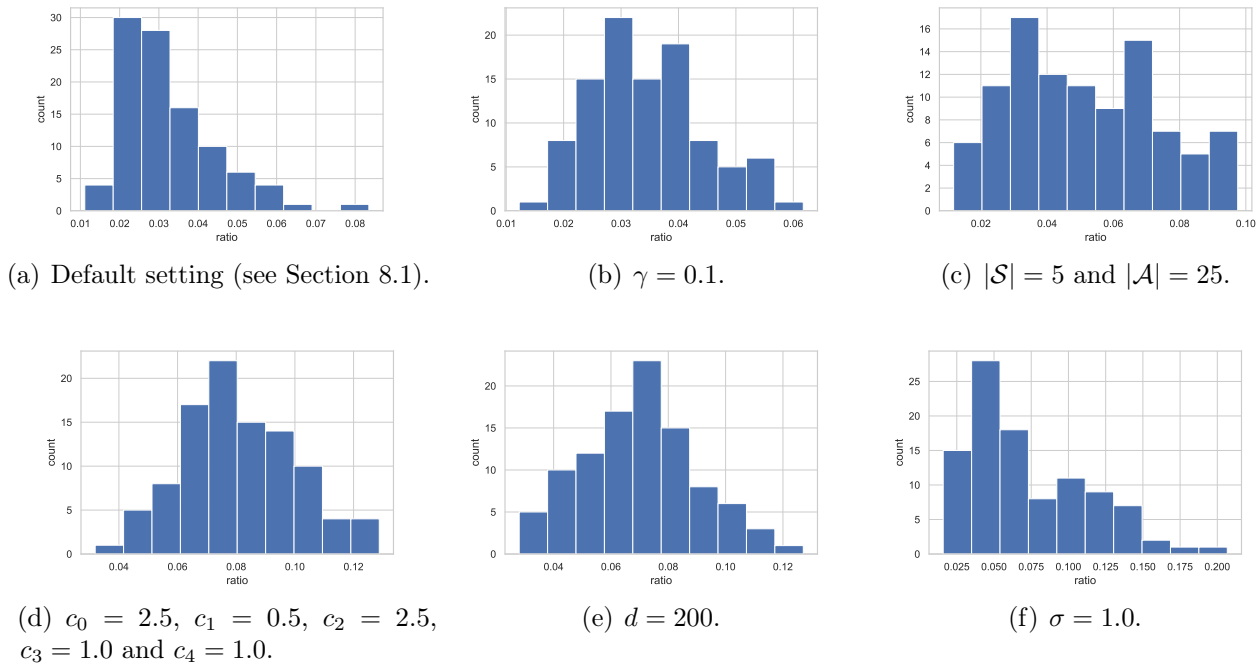 30
25
20
15
10
5
0
count
0.01 0.02 0.03 0.04 0.05 0.06 0.07 0.08
ratio
(a) Default setting (see Section 8.1).
20
15
10
5
0
count
0.01 0.02 0.03 0.04 0.05 0.06
ratio
(b) γ = 0.1.
16
14
12
10
8
6
4
2
0
count
0.02 0.04 0.06 0.08 0.10
ratio
(c) |𝒮| = 5 and |𝒜| = 25.
20
15
10
5
0
count
0.04 0.06 0.08 0.10 0.12
ratio
(d) c₀ = 2.5, c₁ = 0.5, c₂ = 2.5,
c₃ = 1.0 and c₄ = 1.0.
20
15
10
5
0
count
0.04 0.06 0.08 0.10 0.12
ratio
(e) d = 200.
25
20
15
10
5
0
count
0.025 0.050 0.075 0.100 0.125 0.150 0.175 0.200
ratio
(f) σ = 1.0.